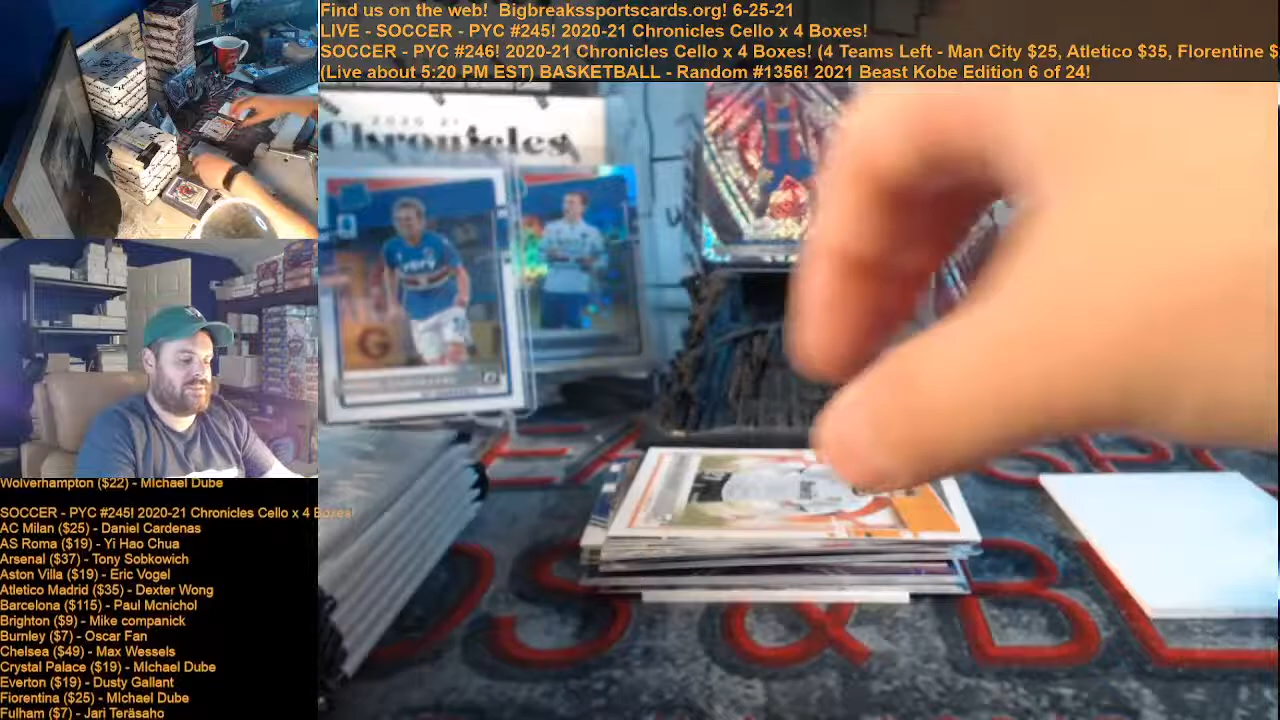 Find us on the web!  Bigbreakssportscards.org! 6-25-21
LIVE - SOCCER - PYC #245! 2020-21 Chronicles Cello x 4 Boxes!
SOCCER - PYC #246! 2020-21 Chronicles Cello x 4 Boxes! (4 Teams Left - Man City $25, Atletico $35, Florentine $
(Live about 5:20 PM EST) BASKETBALL - Random #1356! 2021 Beast Kobe Edition 6 of 24!
2020-21
Chronicles
Wolverhampton ($22) - MIchael Dube
SOCCER - PYC #245! 2020-21 Chronicles Cello x 4 Boxes!
AC Milan ($25) - Daniel Cardenas
AS Roma ($19) - Yi Hao Chua
Arsenal ($37) - Tony Sobkowich
Aston Villa ($19) - Eric Vogel
Atletico Madrid ($35) - Dexter Wong
Barcelona ($115) - Paul Mcnichol
Brighton ($9) - Mike companick
Burnley ($7) - Oscar Fan
Chelsea ($49) - Max Wessels
Crystal Palace ($19) - MIchael Dube
Everton ($19) - Dusty Gallant
Fiorentina ($25) - MIchael Dube
Fulham ($7) - Jari Teräsaho